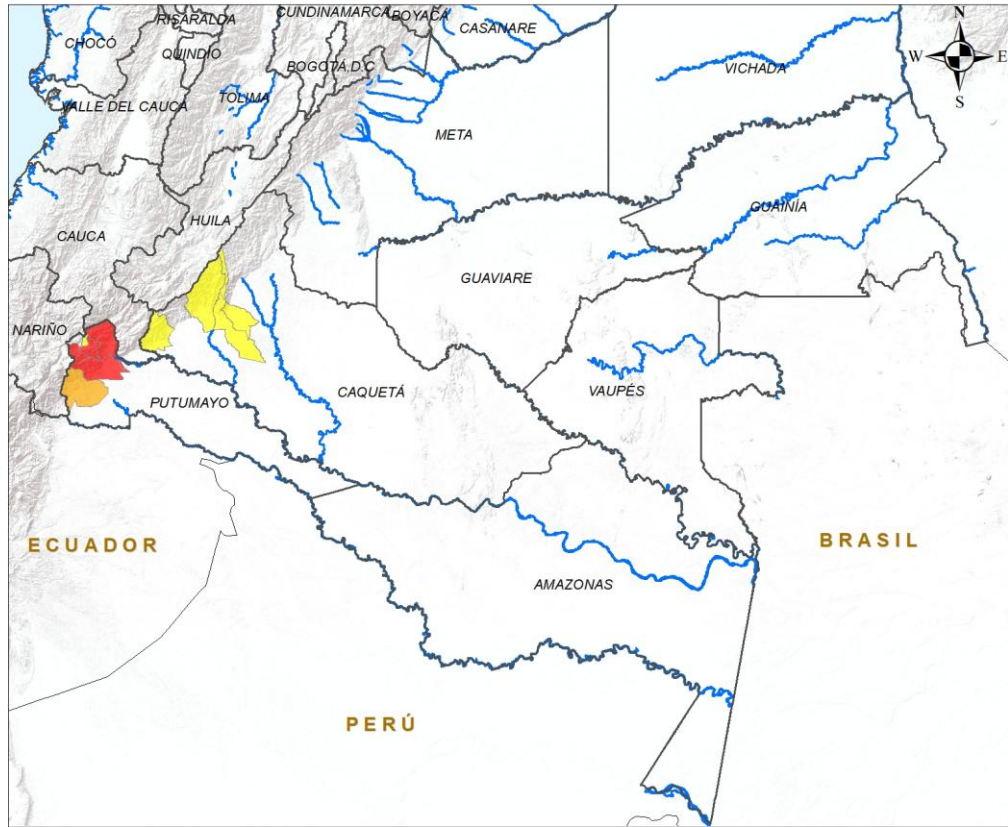 CUNDINAMARCA
BOYACÁ
RISARALDA
CASANARE
N
CHOCÓ
QUINDÍO
BOGOTÁ D.C
W
E
VICHADA
S
VALLE DEL CAUCA
TOLIMA
META
GUAINÍA
HUILA
CAUCA
GUAVIARE
NARIÑO
CAQUETÁ
VAUPÉS
PUTUMAYO
ECUADOR
BRASIL
AMAZONAS
PERÚ